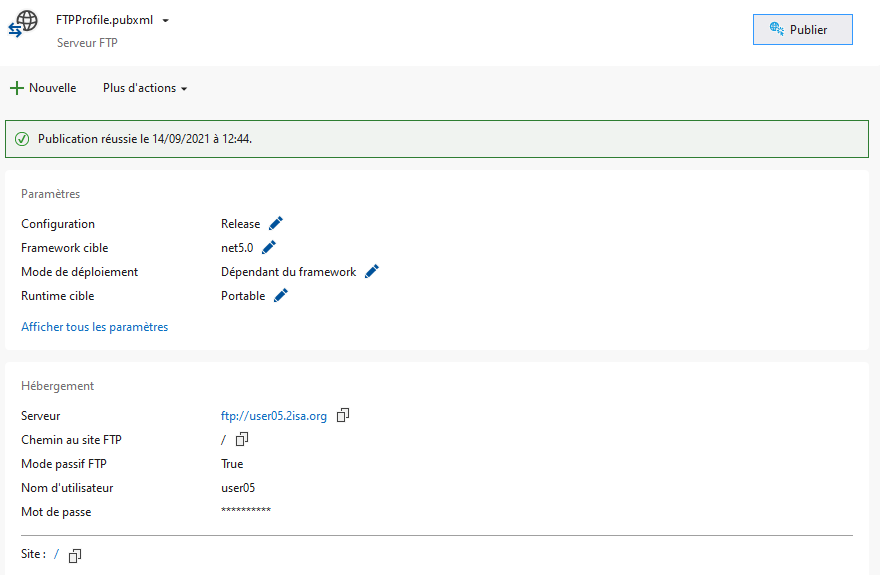 FTPProfile.pubxml
Serveur FTP
Publier
Nouvelle Plus d'actions
Publication réussie le 14/09/2021 à 12:44.
Paramètres
Configuration Release
Framework cible net5.0
Mode de déploiement Dépendant du framework
Runtime cible Portable
Afficher tous les paramètres
Hébergement
Serveur ftp://user05.2isa.org
Chemin au site FTP /
Mode passif FTP True
Nom d'utilisateur user05
Mot de passe **********
Site : /